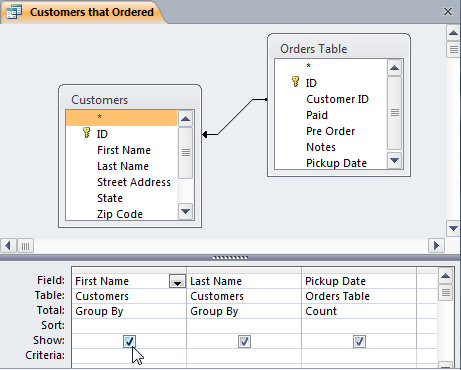 Customers that Ordered
Orders Table
*
ID
Customer ID
Paid
Pre Order
Notes
Pickup Date
Customers
*
ID
First Name
Last Name
Street Address
State
Zip Code
Field: First Name Last Name Pickup Date
Table: Customers Customers Orders Table
Total: Group By Group By Count
Sort:
Show:
Criteria: